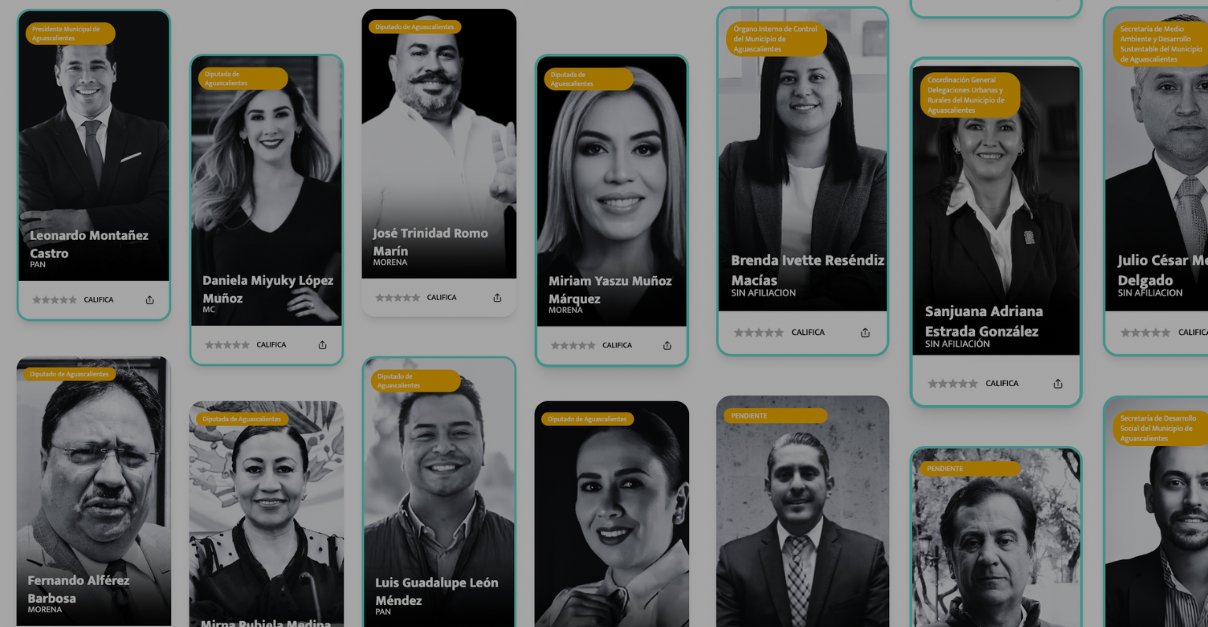 Presidente Municipal de
Aguascalientes
Leonardo Montañez
Castro
PAN
CALIFICA
Diputada de
Aguascalientes
Daniela Miyuky López
Muñoz
MC
CALIFICA
Diputado de Aguascalientes
José Trinidad Romo
Marín
MORENA
CALIFICA
Diputada de
Aguascalientes
Miriam Yaszu Muñoz
Márquez
MORENA
CALIFICA
Organo Interno de Control
del Municipio de
Aguascalientes
Brenda Ivette Reséndiz
Macías
SIN AFILIACION
CALIFICA
Coordinación General
Delegaciones Urbanas y
Rurales del Municipio de
Aguascalientes
Sanjuana Adriana
Estrada González
SIN AFILIACIÓN
CALIFICA
Secretaría de Medio
Ambiente y Desarrollo
Sustentable del Municipio
de Aguascalientes
Julio César Me
Delgado
SIN AFILIACION
CALIFICA
Diputado de Aguascalientes
Fernando Alférez
Barbosa
MORENA
Diputada de Aguascalientes
Mirna Rubiela Medina
Diputado de
Aguascalientes
Luis Guadalupe León
Méndez
PAN
Diputado de Aguascalientes
PENDIENTE
PENDIENTE
Secretaría de Desarrollo
Social del Municipio de
Aguascalientes